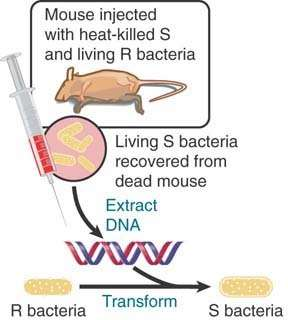 Mouse injected
with heat-killed S
and living R bacteria
Living S bacteria
recovered from
dead mouse
Extract
DNA
R bacteria
Transform
S bacteria